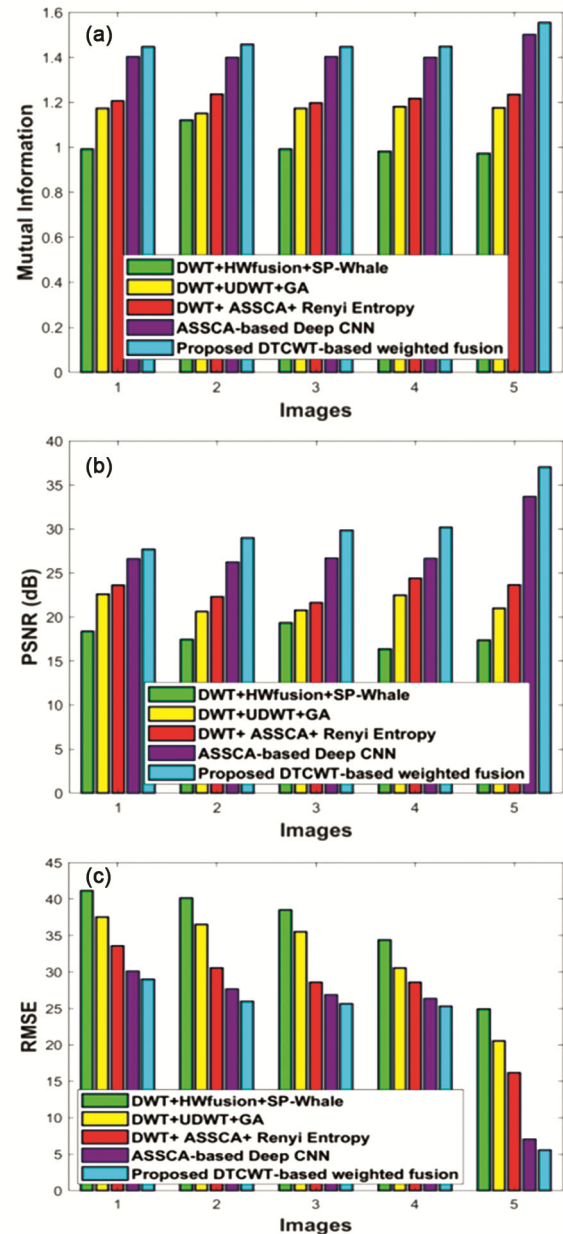 (a)
1.6
1.4
1.2
1
0.8
0.6
0.4
0.2
0
Mutual Information
DWT+HWfusion+SP-Whale
DWT+UDWT+GA
DWT+ ASSCA+ Renyi Entropy
ASSCA-based Deep CNN
Proposed DTCWT-based weighted fusion
1 2 3 4 5
Images
(b)
40
35
30
25
20
15
10
5
0
PSNR (dB)
DWT+HWfusion+SP-Whale
DWT+UDWT+GA
DWT+ ASSCA+ Renyi Entropy
ASSCA-based Deep CNN
Proposed DTCWT-based weighted fusion
1 2 3 4 5
Images
(c)
45
40
35
30
25
20
15
10
5
0
RMSE
DWT+HWfusion+SP-Whale
DWT+UDWT+GA
DWT+ ASSCA+ Renyi Entropy
ASSCA-based Deep CNN
Proposed DTCWT-based weighted fusion
1 2 3 4 5
Images